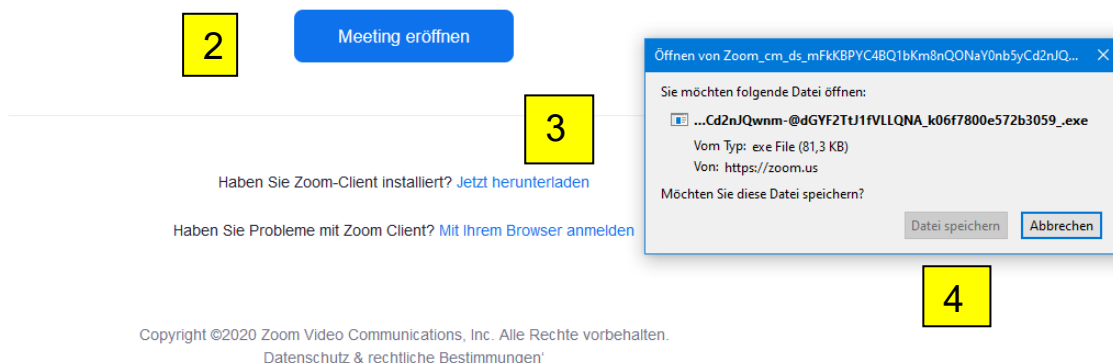 2
Meeting eröffnen
3
Haben Sie Zoom-Client installiert? Jetzt herunterladen
Haben Sie Probleme mit Zoom Client? Mit Ihrem Browser anmelden
Öffnen von Zoom_cm_ds_mFkKBPYC4BQ1bKm8nQONaY0nb5yCd2nJQ...
Sie möchten folgende Datei öffnen:
...Cd2nJQwnm-@dGYF2TtJ1fVLLQNA_k06f7800e572b3059_.exe
Vom Typ: exe File (81,3 KB)
Von: https://zoom.us
Möchten Sie diese Datei speichern?
Datei speichern Abbrechen
4
Copyright ©2020 Zoom Video Communications, Inc. Alle Rechte vorbehalten.
Datenschutz & rechtliche Bestimmungen'